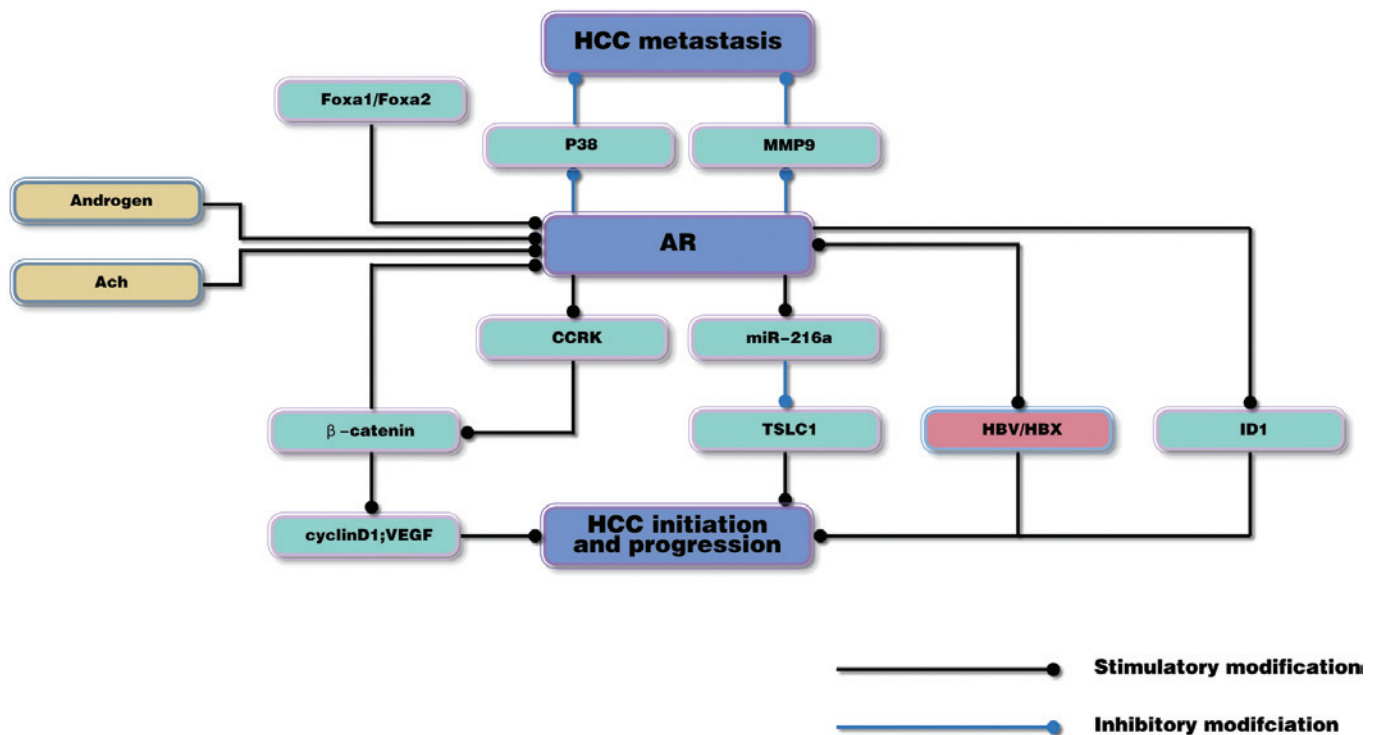 HCC metastasis
Foxa1/Foxa2
P38
MMP9
Androgen
AR
Ach
CCRK
miR-216a
β-catenin
TSLC1
HBV/HBX
ID1
cyclinD1;VEGF
HCC initiation
and progression
Stimulatory modification
Inhibitory modifciation